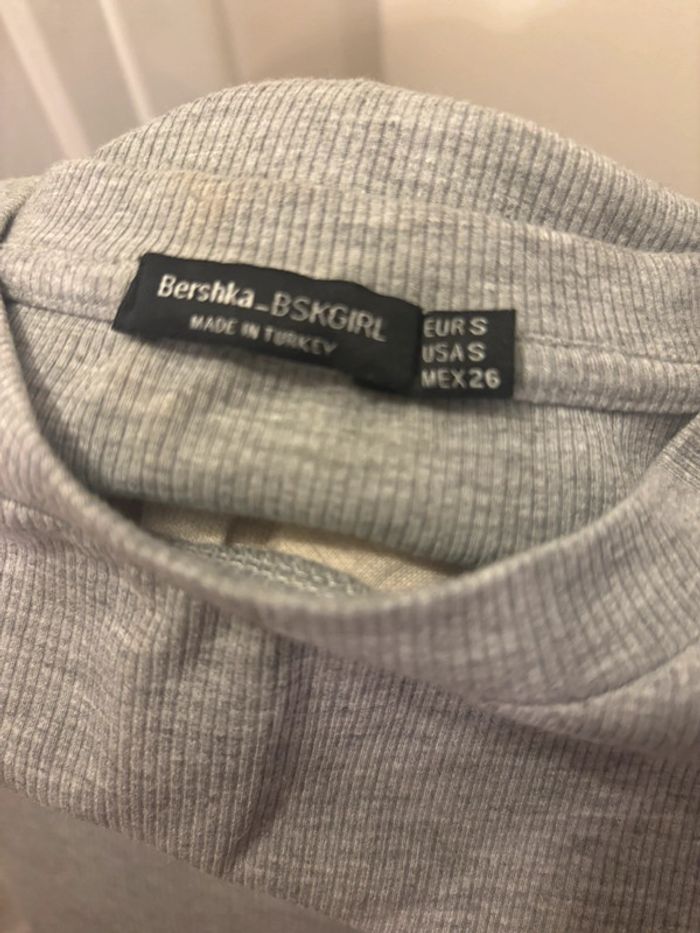 Bershka_BSKGIRL
MADE IN TURKEY
EUR S
USA S
MEX 26